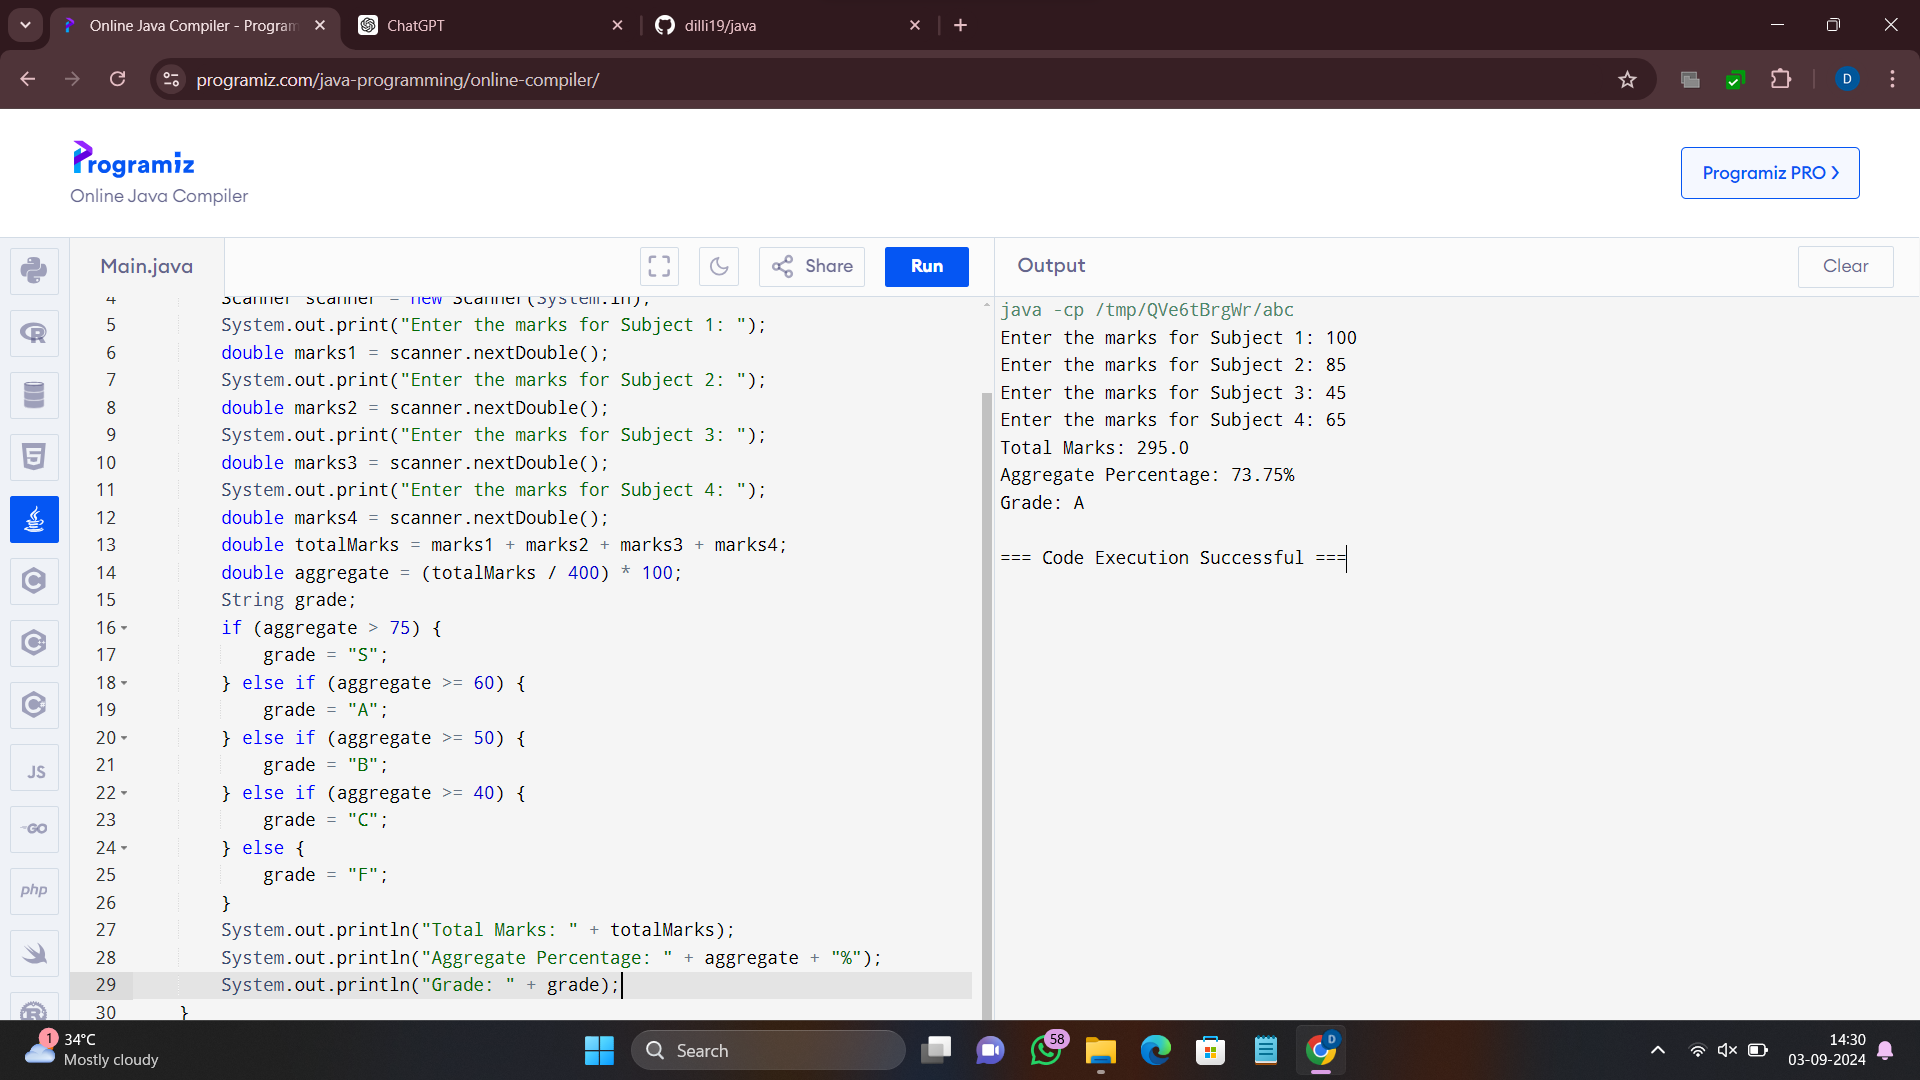 Online Java Compiler - Program
ChatGPT
dilli19/java
programiz.com/java-programming/online-compiler/
D
Programiz
Online Java Compiler
Programiz PRO
Main.java
Share
Run
Output
Clear
4 Scanner scanner = new Scanner(System.in);
5 System.out.print("Enter the marks for Subject 1: ");
6 double marks1 = scanner.nextDouble();
7 System.out.print("Enter the marks for Subject 2: ");
8 double marks2 = scanner.nextDouble();
9 System.out.print("Enter the marks for Subject 3: ");
10 double marks3 = scanner.nextDouble();
11 System.out.print("Enter the marks for Subject 4: ");
12 double marks4 = scanner.nextDouble();
13 double totalMarks = marks1 + marks2 + marks3 + marks4;
14 double aggregate = (totalMarks / 400) * 100;
15 String grade;
16 if (aggregate > 75) {
17 grade = "S";
18 } else if (aggregate >= 60) {
19 grade = "A";
20 } else if (aggregate >= 50) {
21 grade = "B";
22 } else if (aggregate >= 40) {
23 grade = "C";
24 } else {
25 grade = "F";
26 }
27 System.out.println("Total Marks: " + totalMarks);
28 System.out.println("Aggregate Percentage: " + aggregate + "%");
29 System.out.println("Grade: " + grade);
30 }
java -cp /tmp/QVe6tBrgWr/abc
Enter the marks for Subject 1: 100
Enter the marks for Subject 2: 85
Enter the marks for Subject 3: 45
Enter the marks for Subject 4: 65
Total Marks: 295.0
Aggregate Percentage: 73.75%
Grade: A
=== Code Execution Successful ===
R
5
C
C
C
JS
GO
php
1
34°C
Mostly cloudy
Search
58
D
14:30
03-09-2024